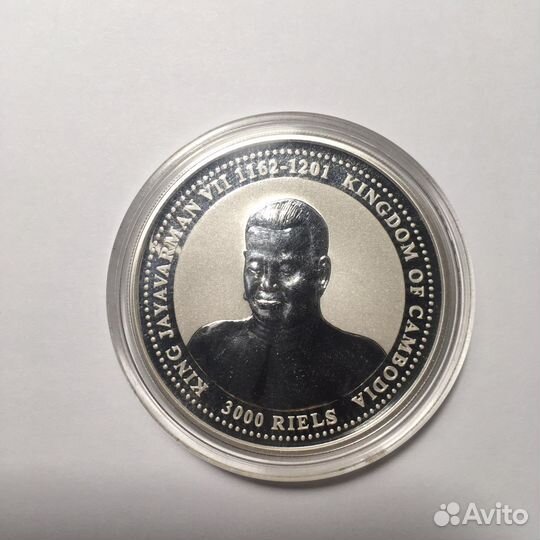 KING JAYAVARMAN VII 1162-1201 KINGDOM OF CAMBODIA
3000 RIELS
Avito